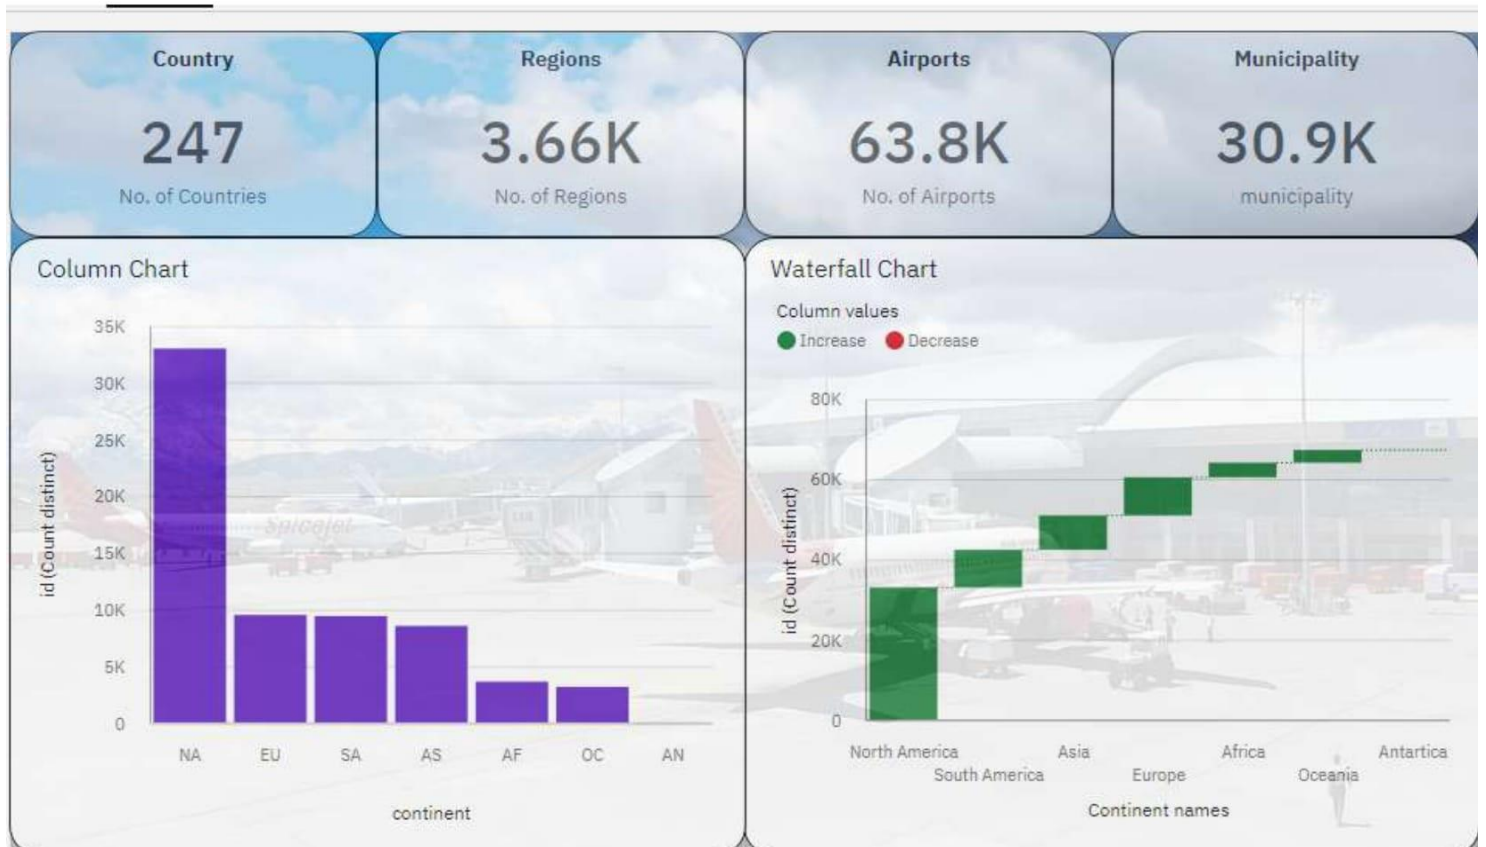 Country
247
No. of Countries
Regions
3.66K
No. of Regions
Airports
63.8K
No. of Airports
Municipality
30.9K
municipality
Column Chart
35K
30K
25K
20K
15K
10K
5K
0
id (Count distinct)
NA EU SA AS AF OC AN
continent
Spicejet
Waterfall Chart
Column values
Increase Decrease
80K
60K
40K
20K
0
id (Count distinct)
North America Asia Africa Antartica
South America Europe Oceania
Continent names